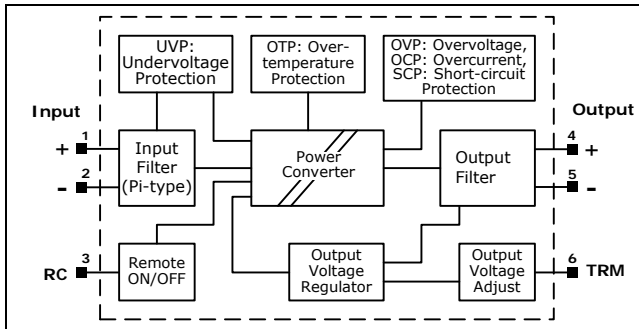 UVP:
Undervoltage
Protection
OTP: Over-
temperature
Protection
OVP: Overvoltage,
OCP: Overcurrent,
SCP: Short-circuit
Protection
Input
Output
1
+
2
-
Input
Filter
(Pi-type)
Power
Converter
Output
Filter
4
+
5
-
3
RC
Remote
ON/OFF
Output
Voltage
Regulator
Output
Voltage
Adjust
6
TRM